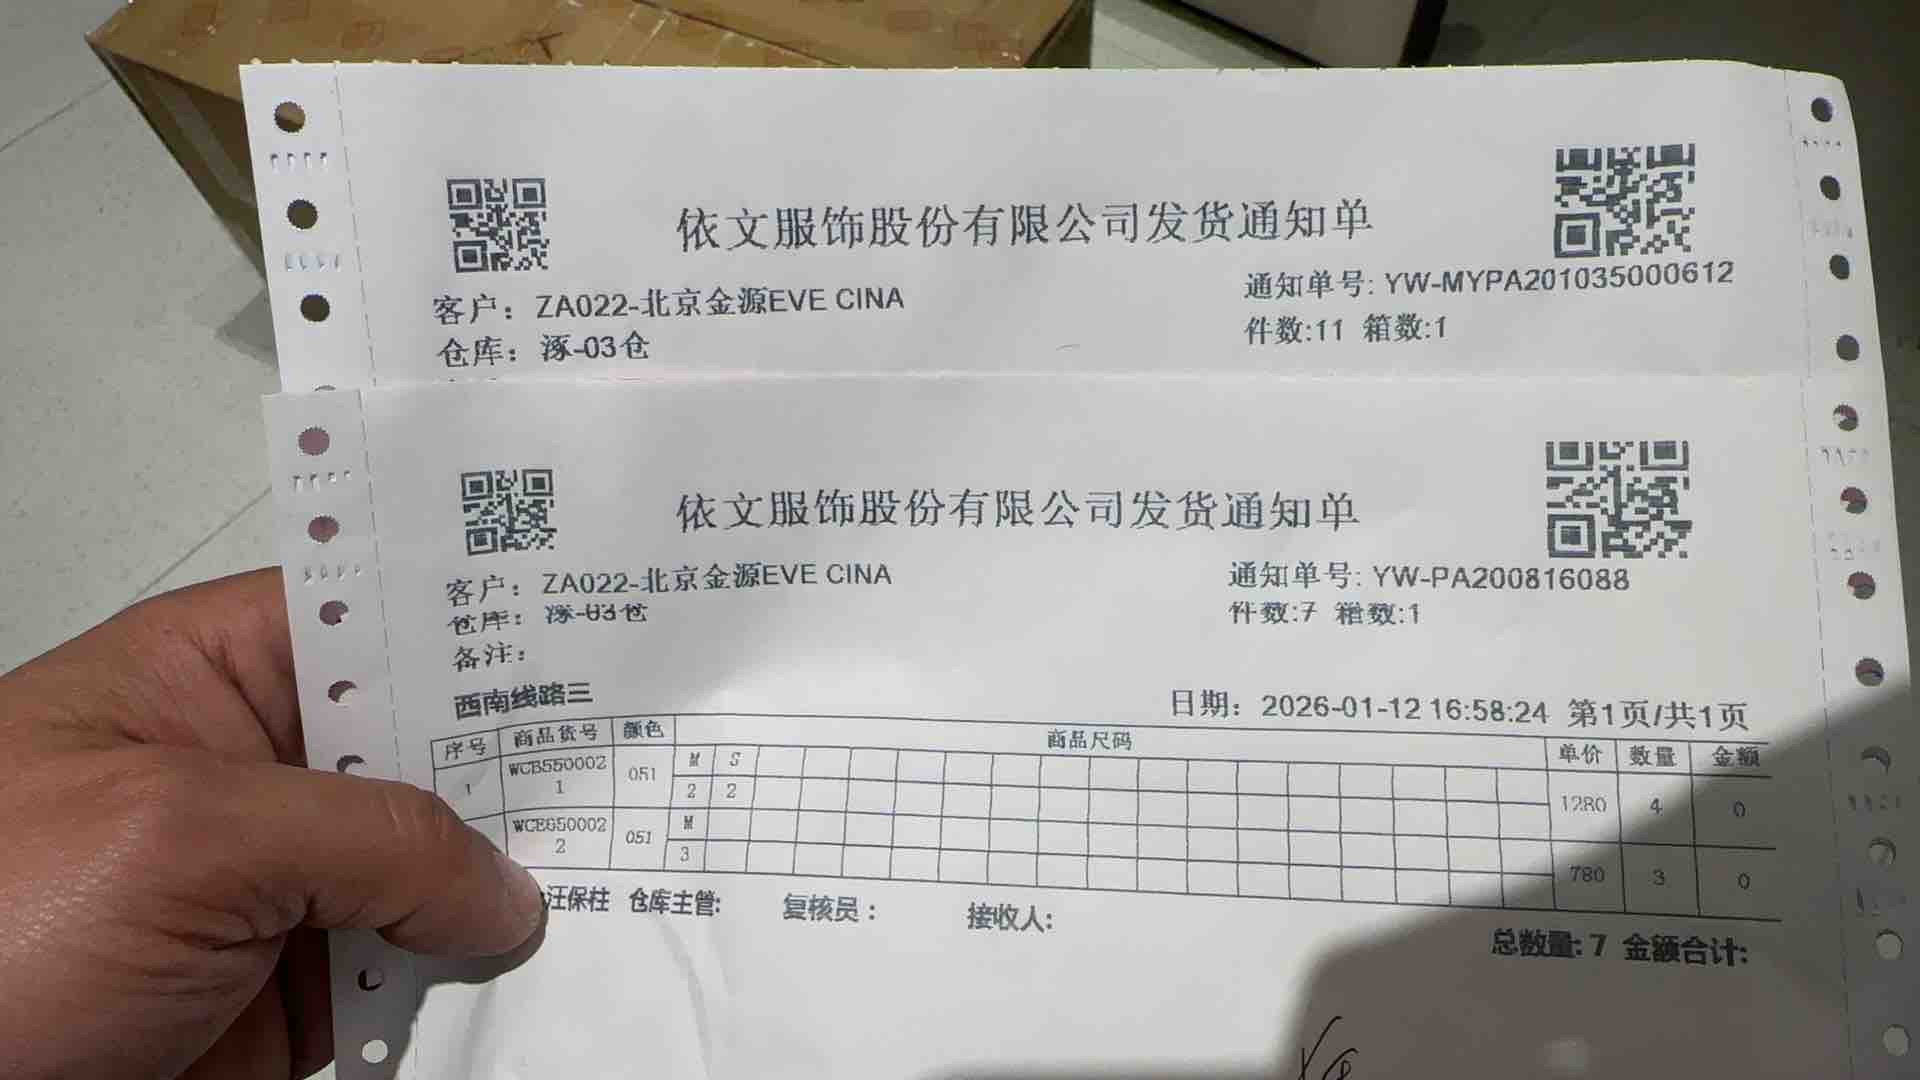 依文服饰股份有限公司发货通知单
客户： ZA022-北京金源EVE CINA
通知单号: YW-MYPA201035000612
仓库： 涿-03仓
件数:11 箱数:1
依文服饰股份有限公司发货通知单
客户： ZA022-北京金源EVE CINA
通知单号: YW-PA200816088
仓库： 涿-03仓
件数:7 箱数:1
备注：
西南线路三
日期： 2026-01-12 16:58:24 第1页/共1页
序号 商品货号 颜色 商品尺码 单价 数量 金额
1 WCB5500021 051 M S 1280 4 0
2 2
WCE6500022 051 M 780 3 0
3
汪保柱 仓库主管: 复核员： 接收人:
总数量: 7 金额合计: